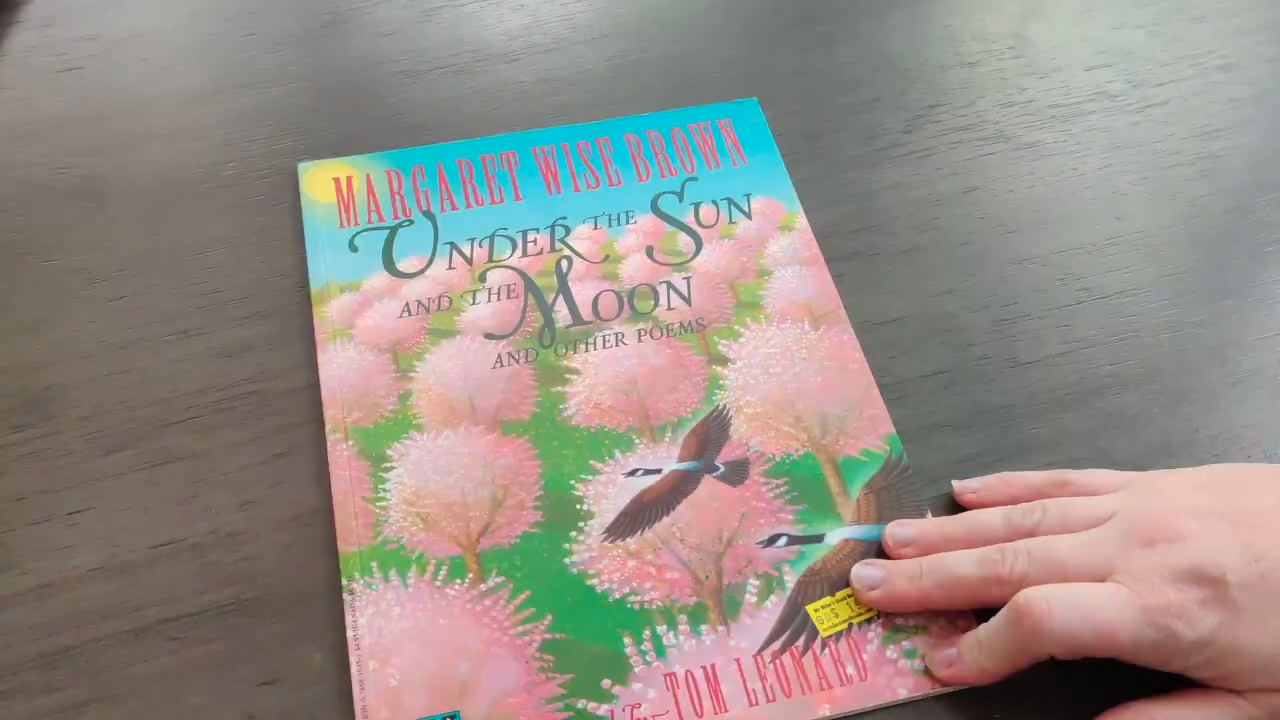 MARGARET WISE BROWN
UNDER THE SUN
AND THE MOON
AND OTHER POEMS
TOM LEONARD